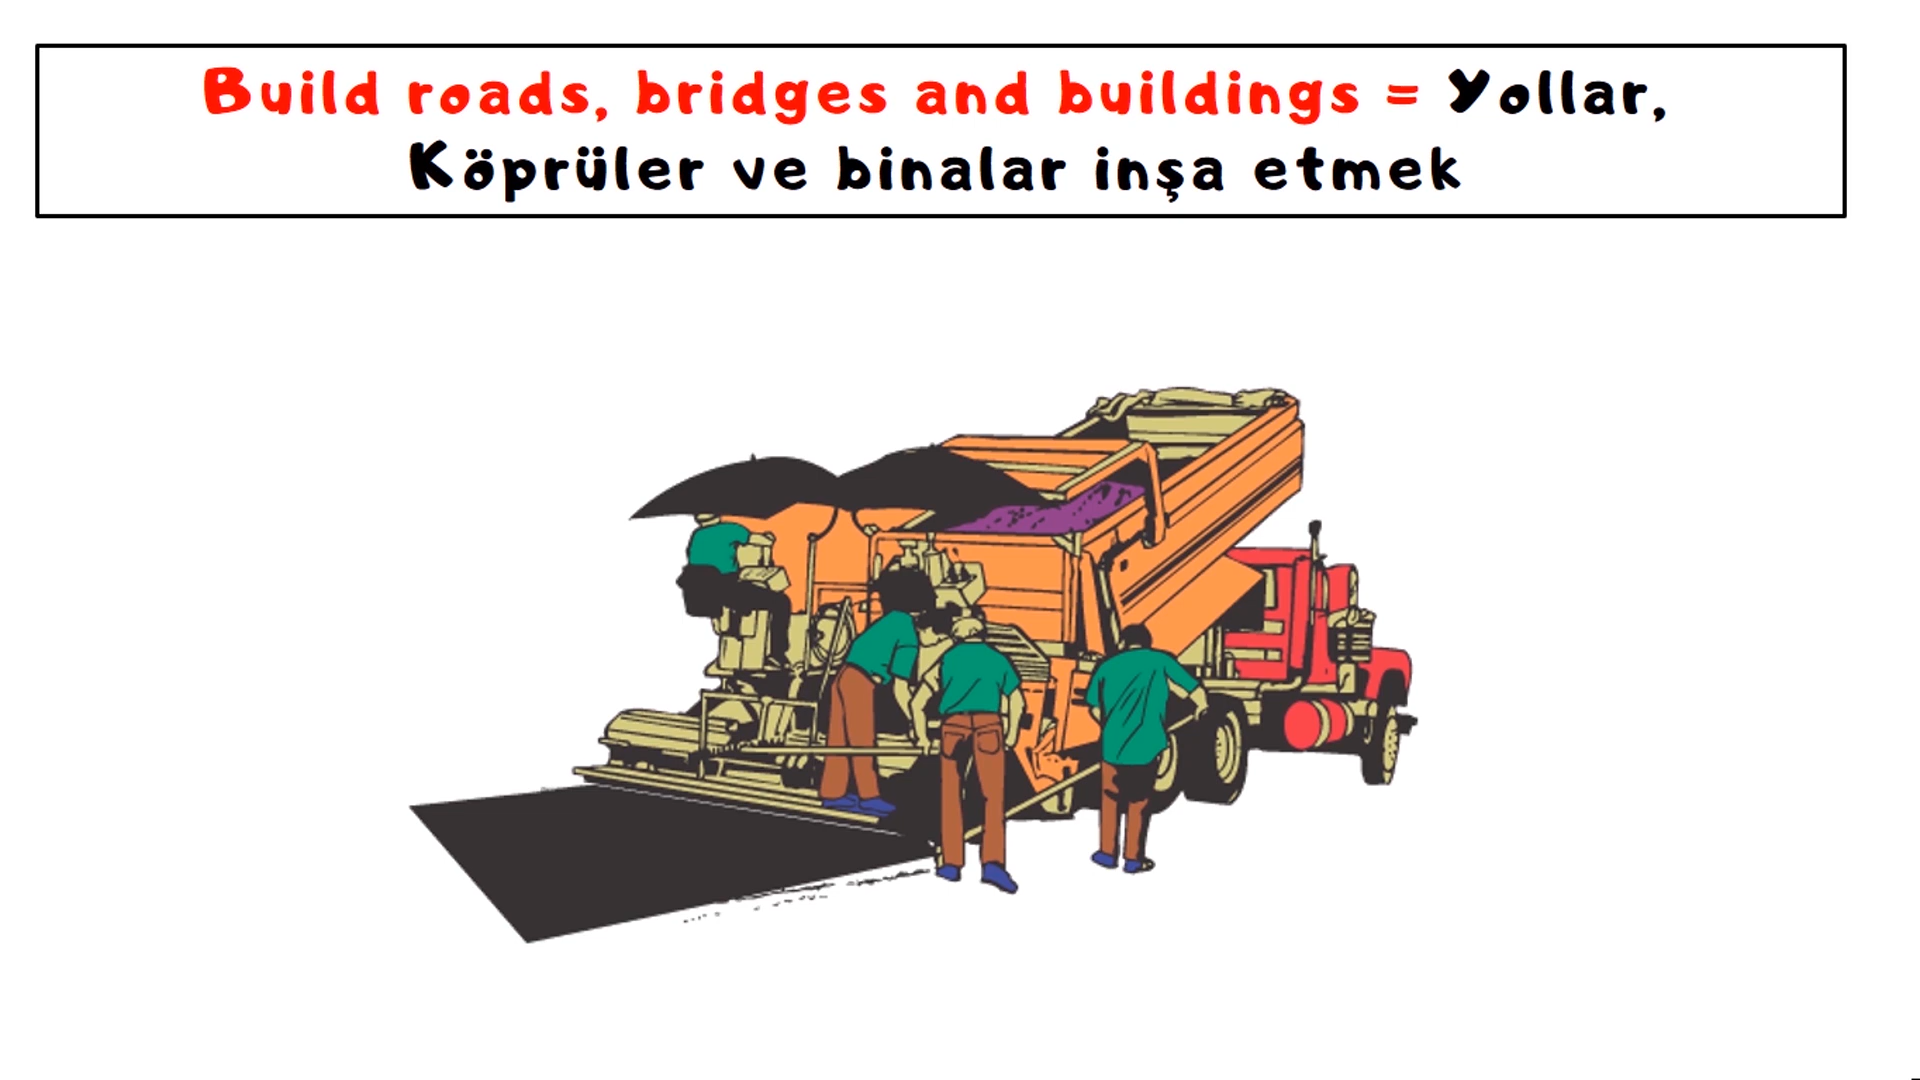 Build roads, bridges and buildings = Yollar,
Köprüler ve binalar inşa etmek